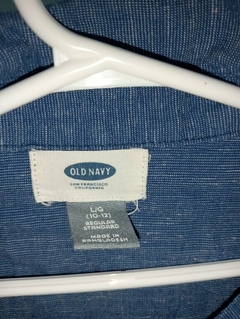 OLD NAVY
SAN FRANCISCO
CALIFORNIA
L/G
(10-12)
REGULAR
STANDARD
MADE IN
BANGLADESH